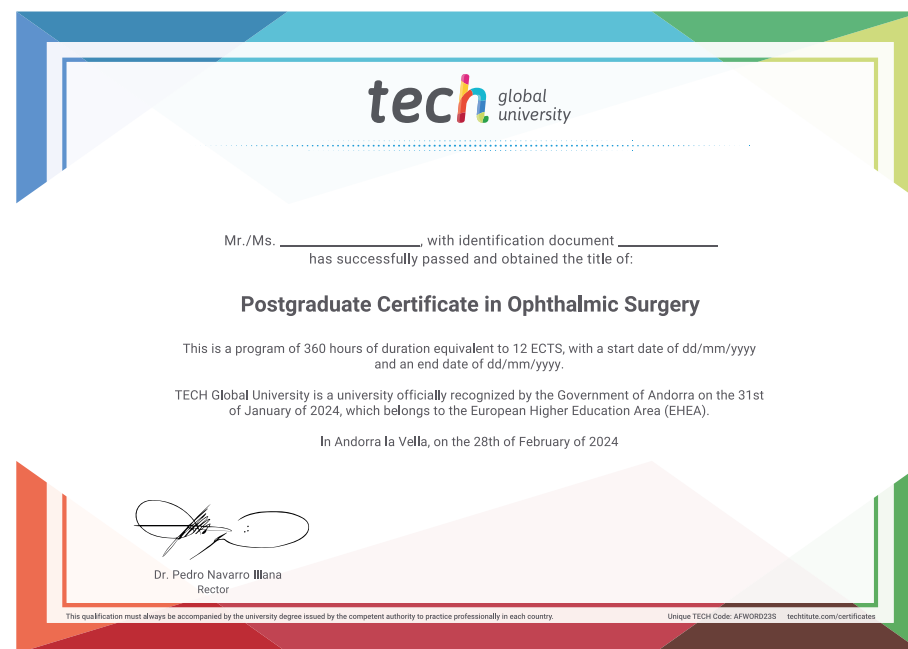 tech global university
Mr./Ms. ____________________, with identification document ______________
has successfully passed and obtained the title of:
Postgraduate Certificate in Ophthalmic Surgery
This is a program of 360 hours of duration equivalent to 12 ECTS, with a start date of dd/mm/yyyy
and an end date of dd/mm/yyyy.
TECH Global University is a university officially recognized by the Government of Andorra on the 31st
of January of 2024, which belongs to the European Higher Education Area (EHEA).
In Andorra la Vella, on the 28th of February of 2024
Dr. Pedro Navarro Illana
Rector
This qualification must always be accompanied by the university degree issued by the competent authority to practice professionally in each country.
Unique TECH Code: AFWORD23S techtitute.com/certificates